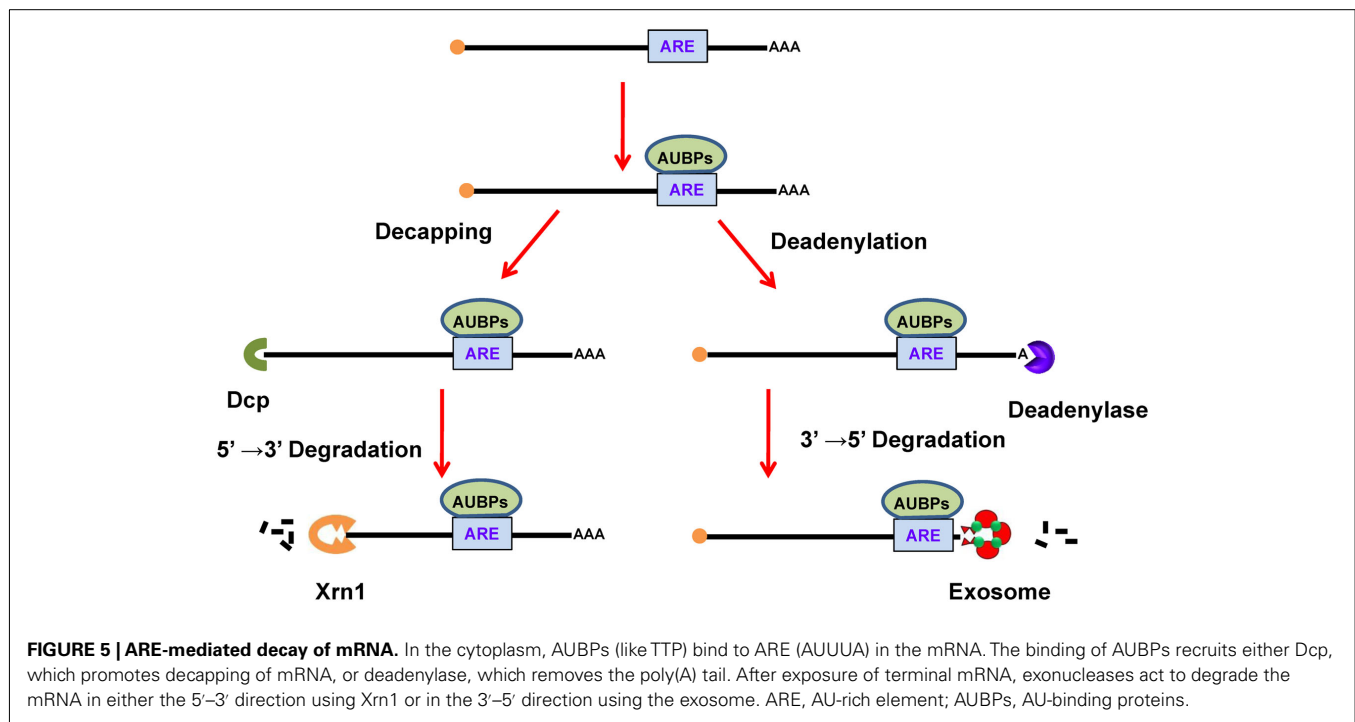 ARE AAA
AUBPs
ARE AAA
Decapping Deadenylation
AUBPs AUBPs
ARE AAA ARE A
Dcp Deadenylase
5' →3' Degradation 3' →5' Degradation
AUBPs AUBPs
ARE AAA ARE
Xrn1 Exosome
FIGURE 5 | ARE-mediated decay of mRNA. In the cytoplasm, AUBPs (like TTP) bind to ARE (AUUUA) in the mRNA. The binding of AUBPs recruits either Dcp,
which promotes decapping of mRNA, or deadenylase, which removes the poly(A) tail. After exposure of terminal mRNA, exonucleases act to degrade the
mRNA in either the 5′–3′ direction using Xrn1 or in the 3′–5′ direction using the exosome. ARE, AU-rich element; AUBPs, AU-binding proteins.